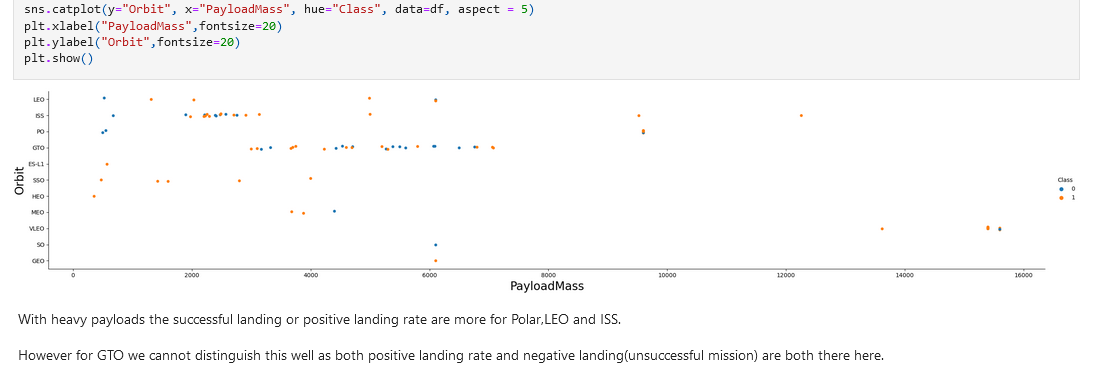 sns.catplot(y="Orbit", x="PayloadMass", hue="Class", data=df, aspect = 5)
plt.xlabel("PayloadMass",fontsize=20)
plt.ylabel("Orbit",fontsize=20)
plt.show()
LEO
ISS
PO
GTO
ES-L1
SSO
HEO
MEO
VLEO
SO
GEO
Orbit
Class
0
1
0 2000 4000 6000 8000 10000 12000 14000 16000
PayloadMass
With heavy payloads the successful landing or positive landing rate are more for Polar,LEO and ISS.
However for GTO we cannot distinguish this well as both positive landing rate and negative landing(unsuccessful mission) are both there here.